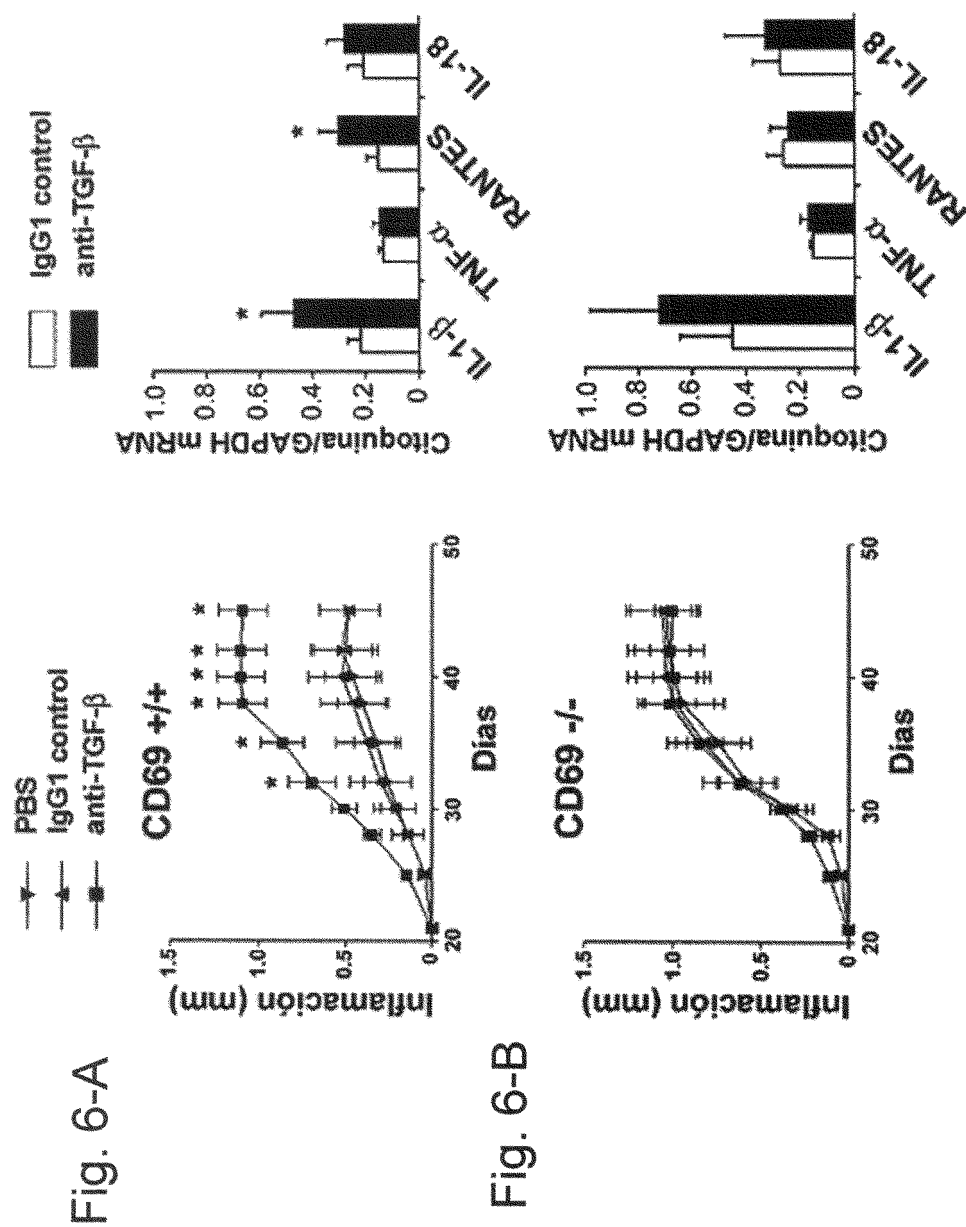 Fig. 6-A
PBS
IgG1 control
anti-TGF-β
CD69 +/+
Inflamación (mm)
1.5
1.0
0.5
0
20
30
40
50
Días
*
*
*
*
*
*
IgG1 control
anti-TGF-β
Citoquina/GAPDH mRNA
1.0
0.8
0.6
0.4
0.2
0
*
*
IL1-β
TNF-α
RANTES
IL-18
Fig. 6-B
CD69 -/-
Inflamación (mm)
1.5
1.0
0.5
0
20
30
40
50
Días
Citoquina/GAPDH mRNA
1.0
0.8
0.6
0.4
0.2
0
IL1-β
TNF-α
RANTES
IL-18